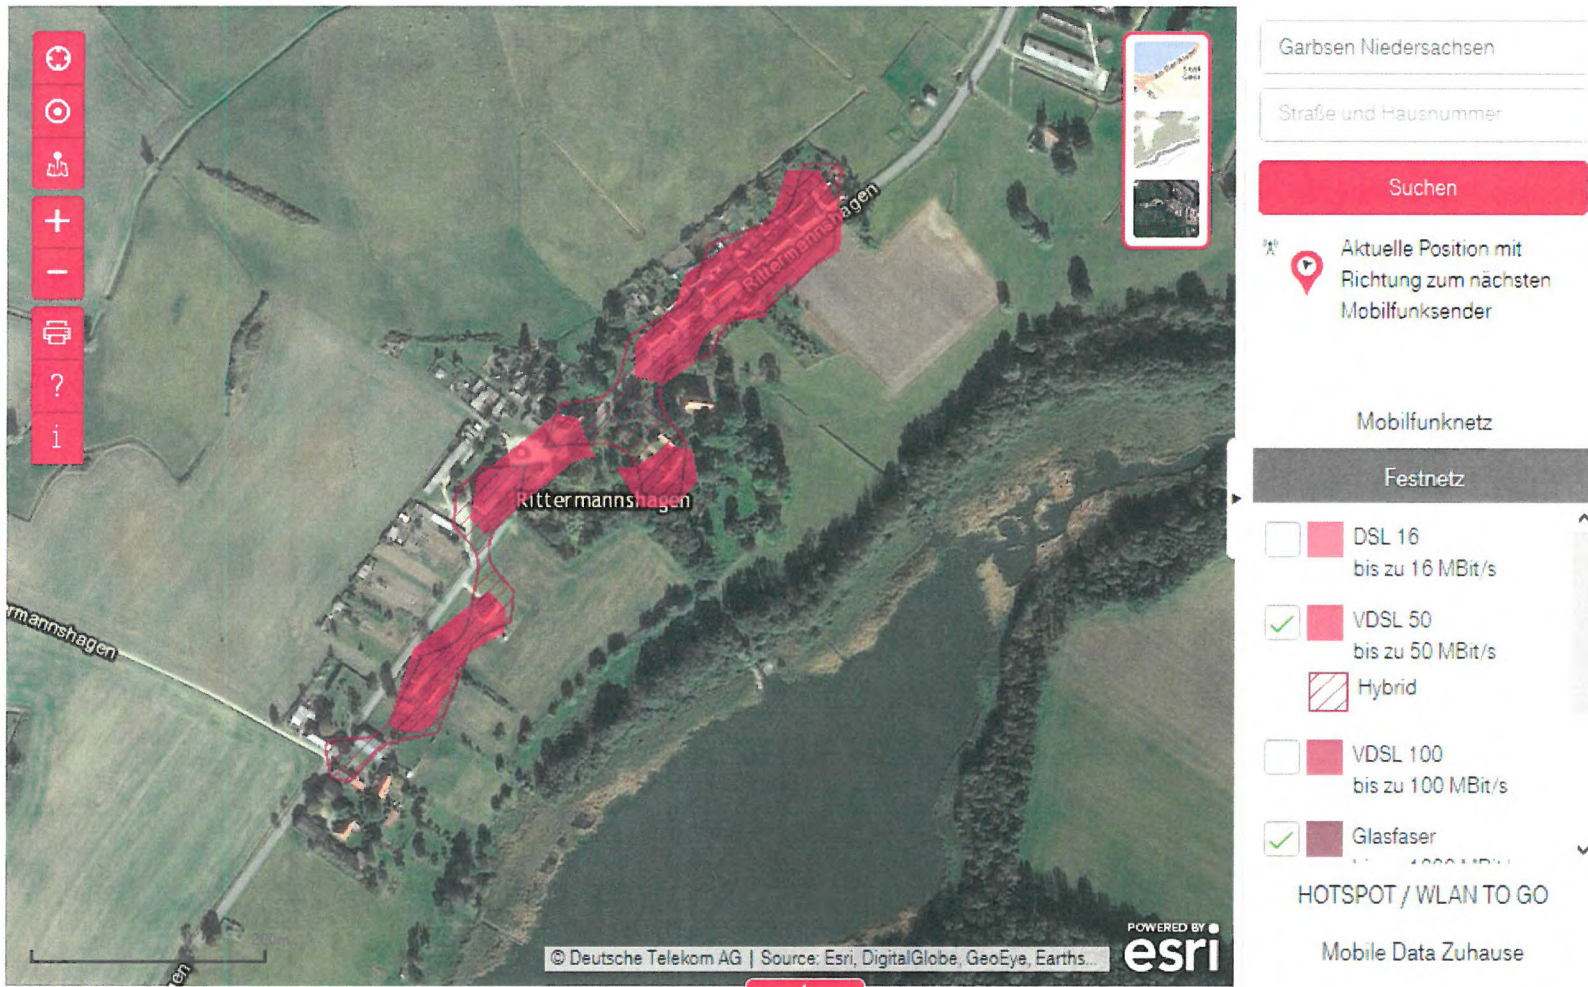 Rittermannshagen
Rittermannshagen
rmannshagen
gen
200m
© Deutsche Telekom AG | Source: Esri, DigitalGlobe, GeoEye, Earths...
POWERED BY
esri
Garbsen Niedersachsen
Straße und Hausnummer
Suchen
Aktuelle Position mit
Richtung zum nächsten
Mobilfunksender
Mobilfunknetz
Festnetz
DSL 16
bis zu 16 MBit/s
VDSL 50
bis zu 50 MBit/s
Hybrid
VDSL 100
bis zu 100 MBit/s
Glasfaser
HOTSPOT / WLAN TO GO
Mobile Data Zuhause